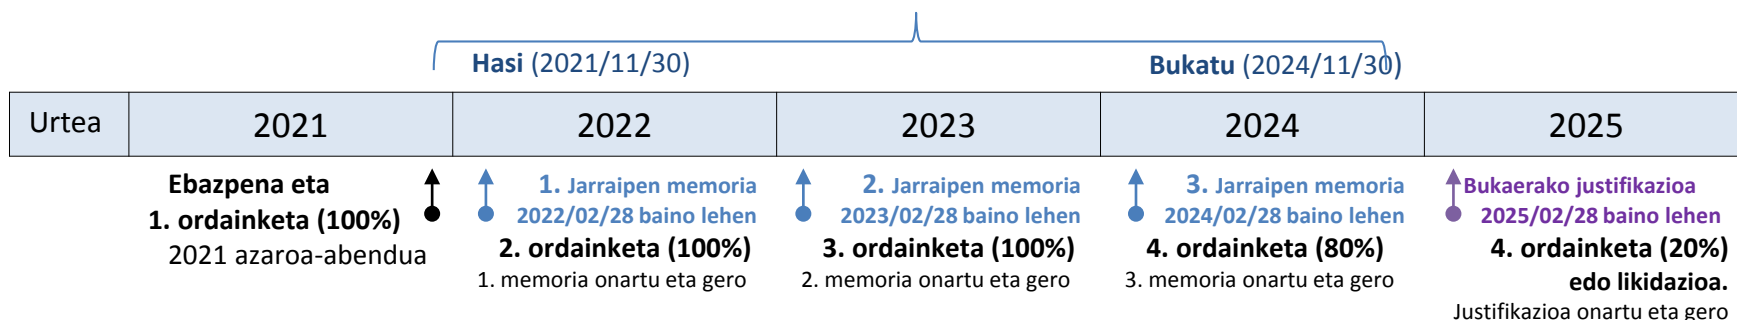 Hasi (2021/11/30)
Bukatu (2024/11/30)
Urtea 2021 2022 2023 2024 2025
Ebazpena eta
1. ordainketa (100%)
2021 azaroa-abendua
1. Jarraipen memoria
2022/02/28 baino lehen
2. ordainketa (100%)
1. memoria onartu eta gero
2. Jarraipen memoria
2023/02/28 baino lehen
3. ordainketa (100%)
2. memoria onartu eta gero
3. Jarraipen memoria
2024/02/28 baino lehen
4. ordainketa (80%)
3. memoria onartu eta gero
Bukaerako justifikazioa
2025/02/28 baino lehen
4. ordainketa (20%)
edo likidazioa.
Justifikazioa onartu eta gero